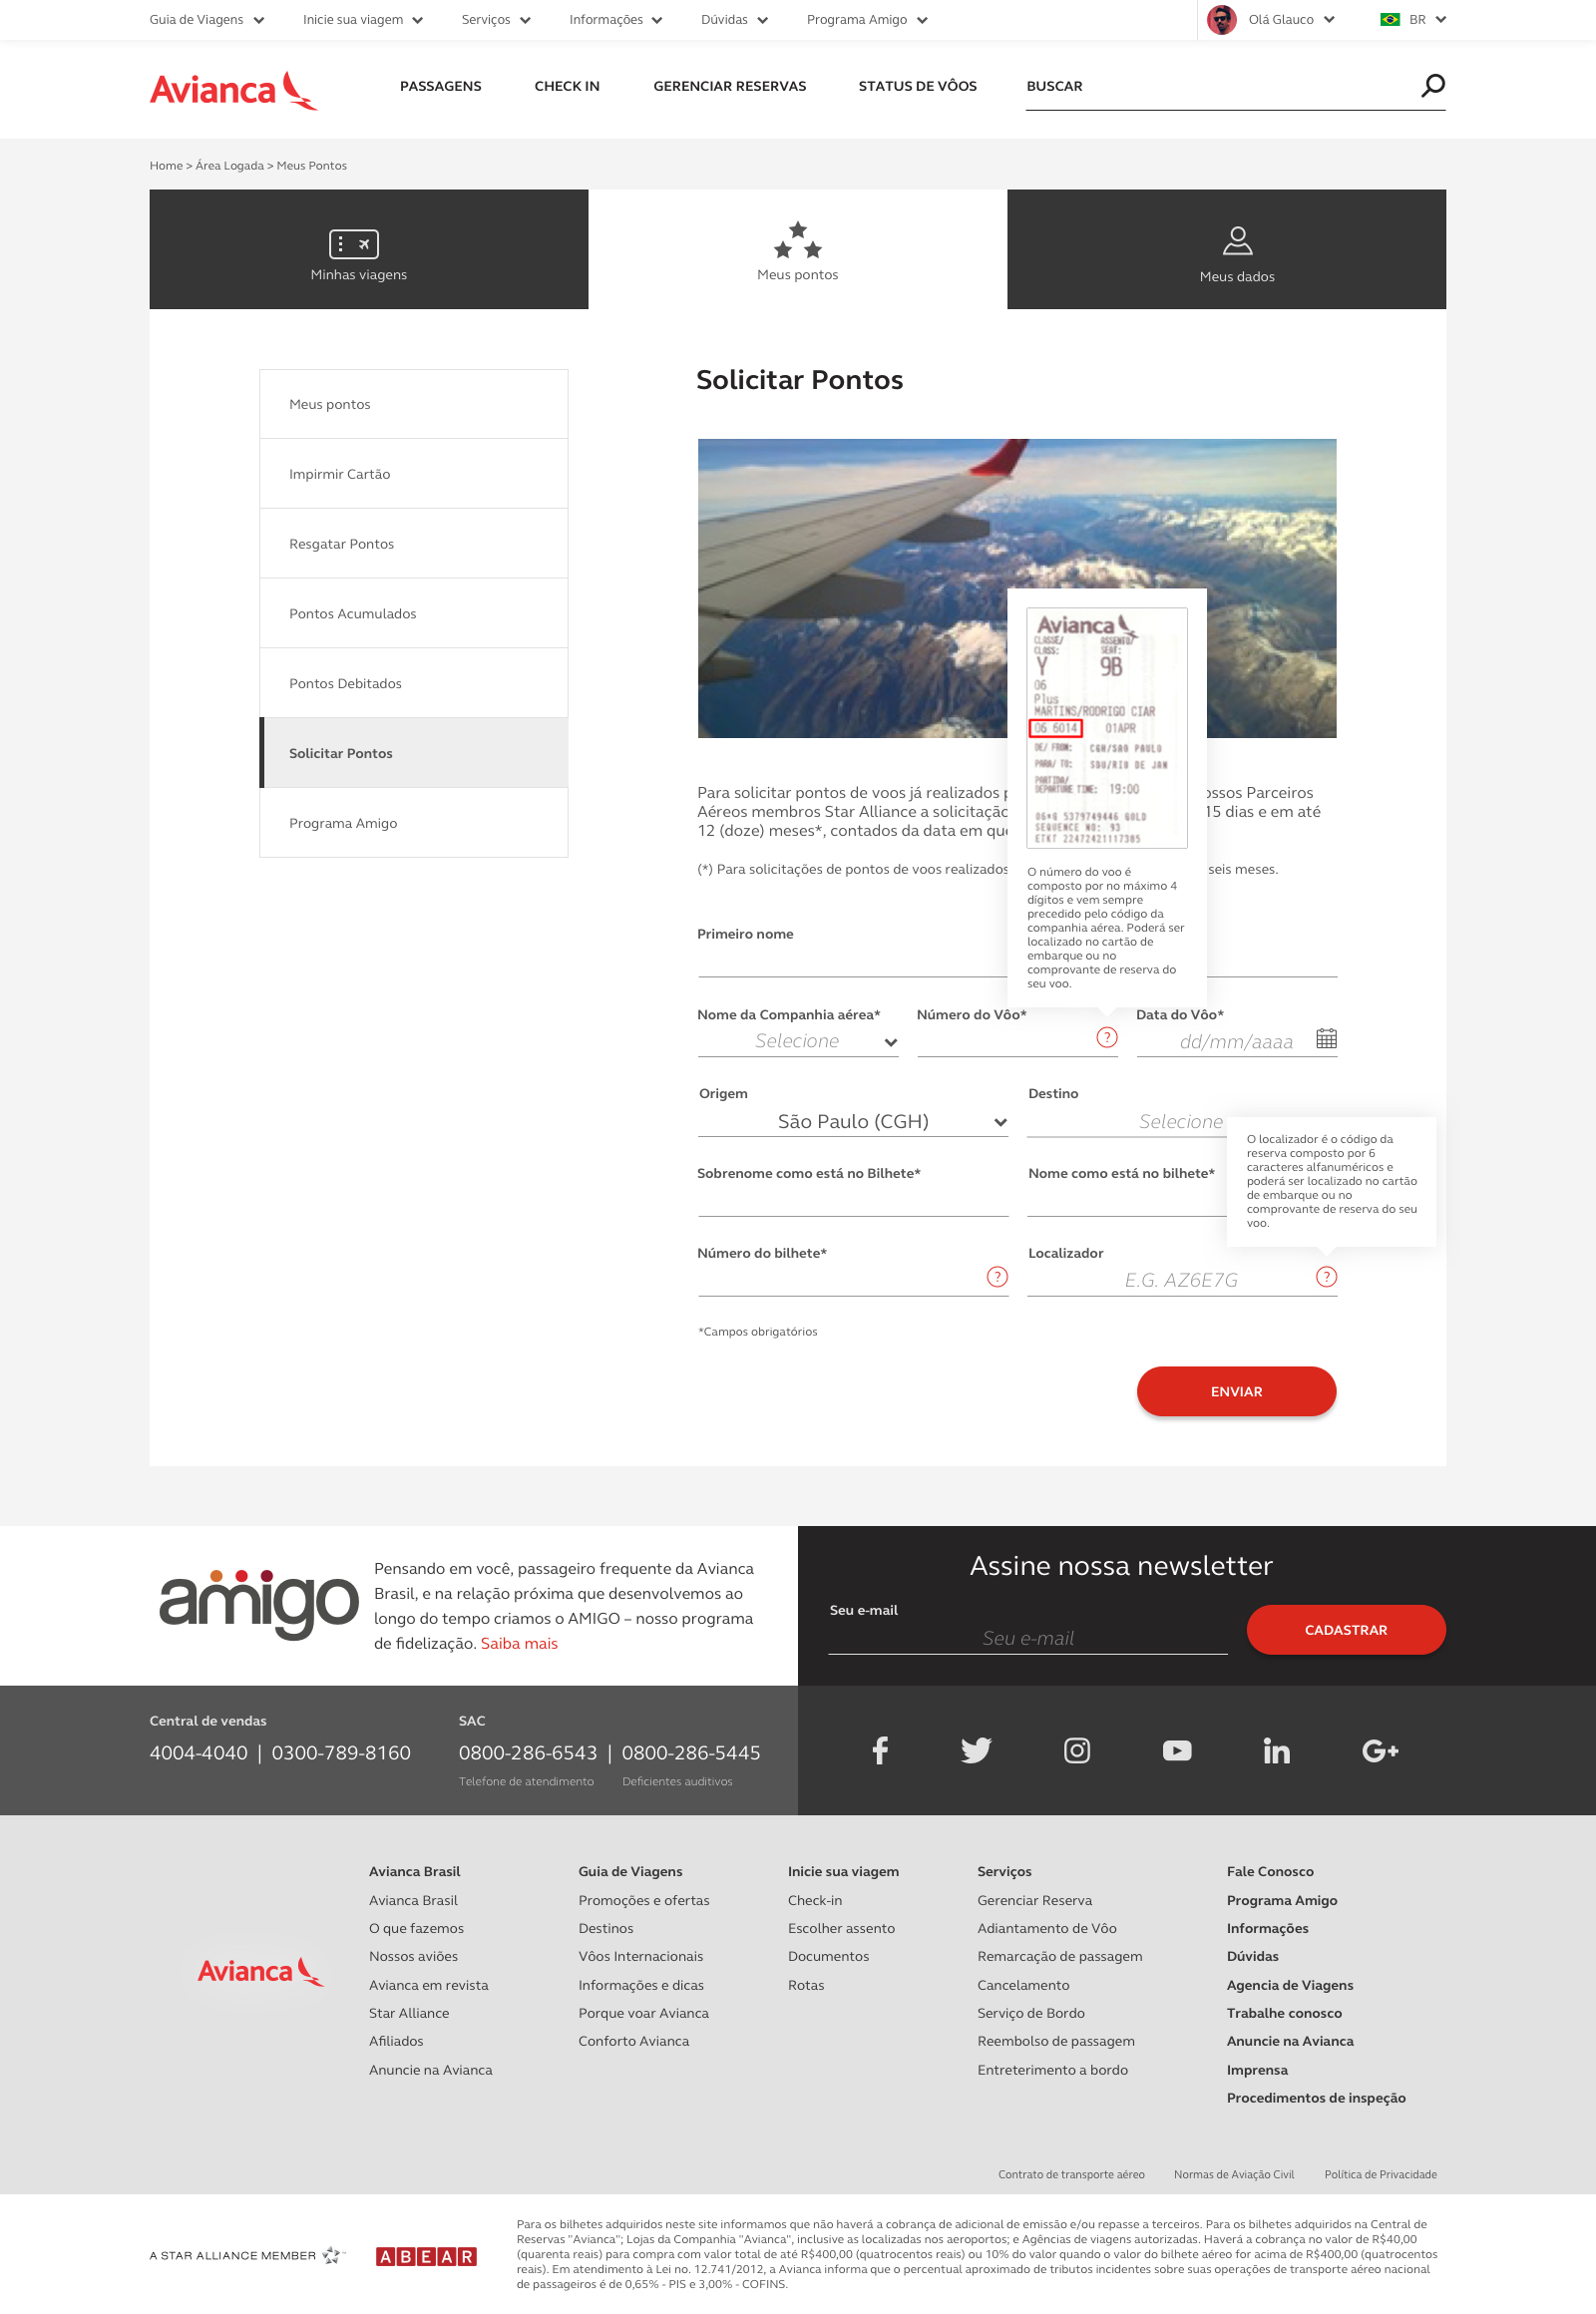 Guia de Viagens
Inicie sua viagem
Serviços
Informações
Dúvidas
Programa Amigo
Olá Glauco
BR
Avianca
PASSAGENS
CHECK IN
GERENCIAR RESERVAS
STATUS DE VÔOS
BUSCAR
Home > Área Logada > Meus Pontos
Minhas viagens
Meus pontos
Meus dados
Meus pontos
Impirmir Cartão
Resgatar Pontos
Pontos Acumulados
Pontos Debitados
Solicitar Pontos
Programa Amigo
Solicitar Pontos
Avianca
CLASSE/ ASSENTO/
CLASS: SEAT:
Y 9B
06
Plus
MARTINS/RODRIGO CIAR
06 6014 01APR
DE/ FROM: CGH/SAO PAULO
PARA/ TO: SDU/RIO DE JAN
PARTIDA/
DEPARTURE TIME: 19:00
06*G 5379749446 GOLD
SEQUENCE NO: 93
ETKT 22472421117385
O número do voo é
composto por no máximo 4
dígitos e vem sempre
precedido pelo código da
companhia aérea. Poderá ser
localizado no cartão de
embarque ou no
comprovante de reserva do
seu voo.
Para solicitar pontos de voos já realizados ossos Parceiros
Aéreos membros Star Alliance a solicitação 15 dias e em até
12 (doze) meses*, contados da data em que
(*) Para solicitações de pontos de voos realizados seis meses.
Primeiro nome
Nome da Companhia aérea*
Selecione
Número do Vôo*
?
Data do Vôo*
dd/mm/aaaa
Origem
São Paulo (CGH)
Destino
Selecione
O localizador é o código da
reserva composto por 6
caracteres alfanuméricos e
poderá ser localizado no cartão
de embarque ou no
comprovante de reserva do seu
voo.
Sobrenome como está no Bilhete*
Nome como está no bilhete*
Número do bilhete*
?
Localizador
E.G. AZ6E7G
?
*Campos obrigatórios
ENVIAR
amigo
Pensando em você, passageiro frequente da Avianca
Brasil, e na relação próxima que desenvolvemos ao
longo do tempo criamos o AMIGO – nosso programa
de fidelização. Saiba mais
Assine nossa newsletter
Seu e-mail
Seu e-mail
CADASTRAR
Central de vendas
4004-4040 | 0300-789-8160
SAC
0800-286-6543 | 0800-286-5445
Telefone de atendimento
Deficientes auditivos
Avianca
Avianca Brasil
Avianca Brasil
O que fazemos
Nossos aviões
Avianca em revista
Star Alliance
Afiliados
Anuncie na Avianca
Guia de Viagens
Promoções e ofertas
Destinos
Vôos Internacionais
Informações e dicas
Porque voar Avianca
Conforto Avianca
Inicie sua viagem
Check-in
Escolher assento
Documentos
Rotas
Serviços
Gerenciar Reserva
Adiantamento de Vôo
Remarcação de passagem
Cancelamento
Serviço de Bordo
Reembolso de passagem
Entreterimento a bordo
Fale Conosco
Programa Amigo
Informações
Dúvidas
Agencia de Viagens
Trabalhe conosco
Anuncie na Avianca
Imprensa
Procedimentos de inspeção
Contrato de transporte aéreo
Normas de Aviação Civil
Política de Privacidade
A STAR ALLIANCE MEMBER
ABEAR
Para os bilhetes adquiridos neste site informamos que não haverá a cobrança de adicional de emissão e/ou repasse a terceiros. Para os bilhetes adquiridos na Central de
Reservas "Avianca"; Lojas da Companhia "Avianca", inclusive as localizadas nos aeroportos; e Agências de viagens autorizadas. Haverá a cobrança no valor de R$40,00
(quarenta reais) para compra com valor total de até R$400,00 (quatrocentos reais) ou 10% do valor quando o valor do bilhete aéreo for acima de R$400,00 (quatrocentos
reais). Em atendimento à Lei no. 12.741/2012, a Avianca informa que o percentual aproximado de tributos incidentes sobre suas operações de transporte aéreo nacional
de passageiros é de 0,65% - PIS e 3,00% - COFINS.